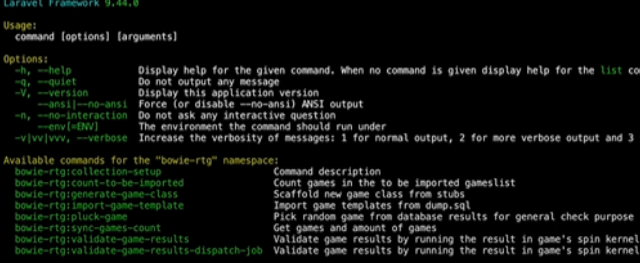 Laravel Framework 9.44.0
Usage:
command [options] [arguments]
Options:
-h, --help Display help for the given command. When no command is given display help for the list co
-q, --quiet Do not output any message
-V, --version Display this application version
--ansi|--no-ansi Force (or disable --no-ansi) ANSI output
-n, --no-interaction Do not ask any interactive question
--env[=ENV] The environment the command should run under
-v|vv|vvv, --verbose Increase the verbosity of messages: 1 for normal output, 2 for more verbose output and 3
Available commands for the "bowie-rtg" namespace:
bowie-rtg:collection-setup Command description
bowie-rtg:count-to-be-imported Count games in the to be imported gameslist
bowie-rtg:generate-game-class Scaffold new game class from stubs
bowie-rtg:import-game-template Import game templates from dump.sql
bowie-rtg:pluck-game Pick random game from database results for general check purpose
bowie-rtg:sync-games-count Get games and amount of games
bowie-rtg:validate-game-results Validate game results by running the result in game's spin kernel
bowie-rtg:validate-game-results-dispatch-job Validate game results by running the result in game's spin kernel